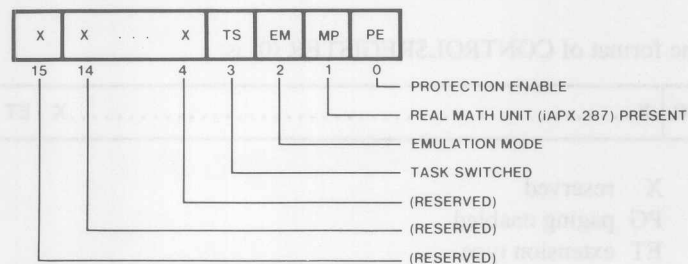 X X . . . X TS EM MP PE
15 14 4 3 2 1 0
PROTECTION ENABLE
REAL MATH UNIT (iAPX 287) PRESENT
EMULATION MODE
TASK SWITCHED
(RESERVED)
(RESERVED)
(RESERVED)